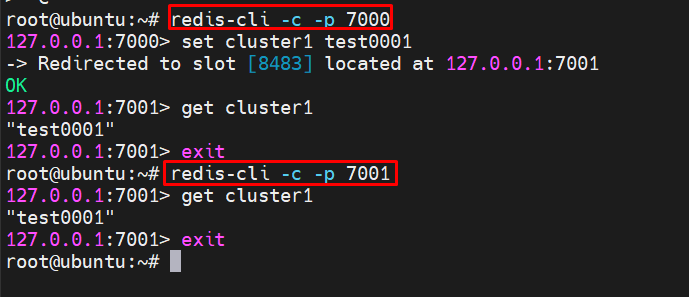 root@ubuntu:~# redis-cli -c -p 7000
127.0.0.1:7000> set cluster1 test0001
-> Redirected to slot [8483] located at 127.0.0.1:7001
OK
127.0.0.1:7001> get cluster1
"test0001"
127.0.0.1:7001> exit
root@ubuntu:~# redis-cli -c -p 7001
127.0.0.1:7001> get cluster1
"test0001"
127.0.0.1:7001> exit
root@ubuntu:~#